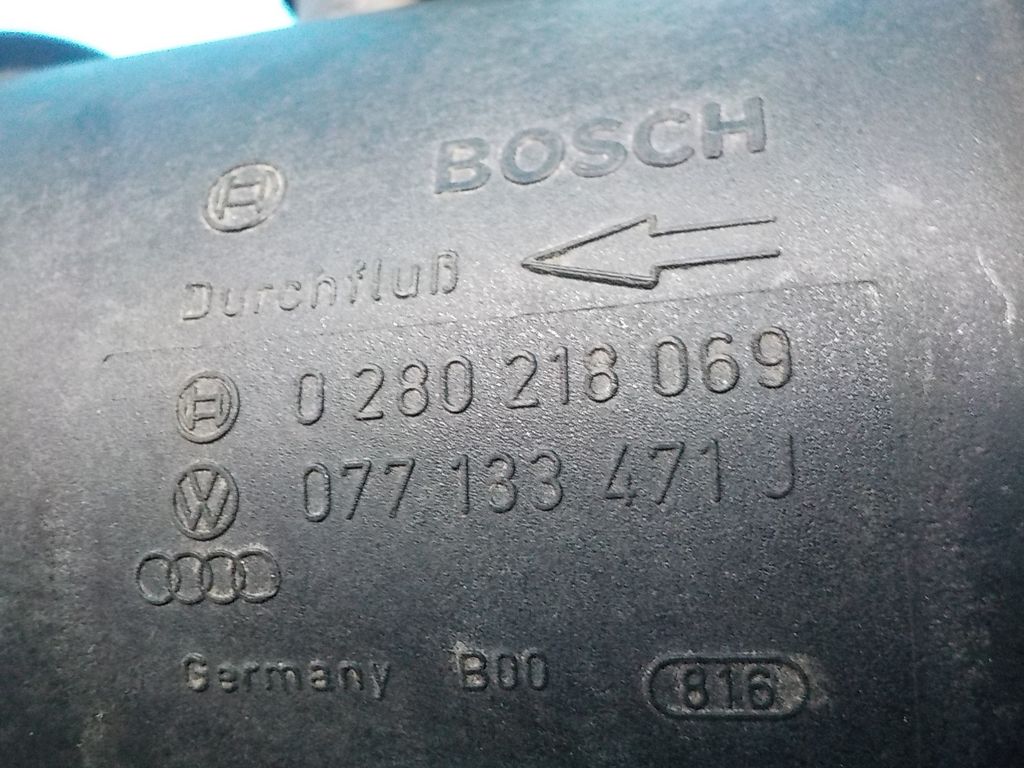 BOSCH
Durchfluß
0 280 218 069
077 133 471 J
Germany B00 816